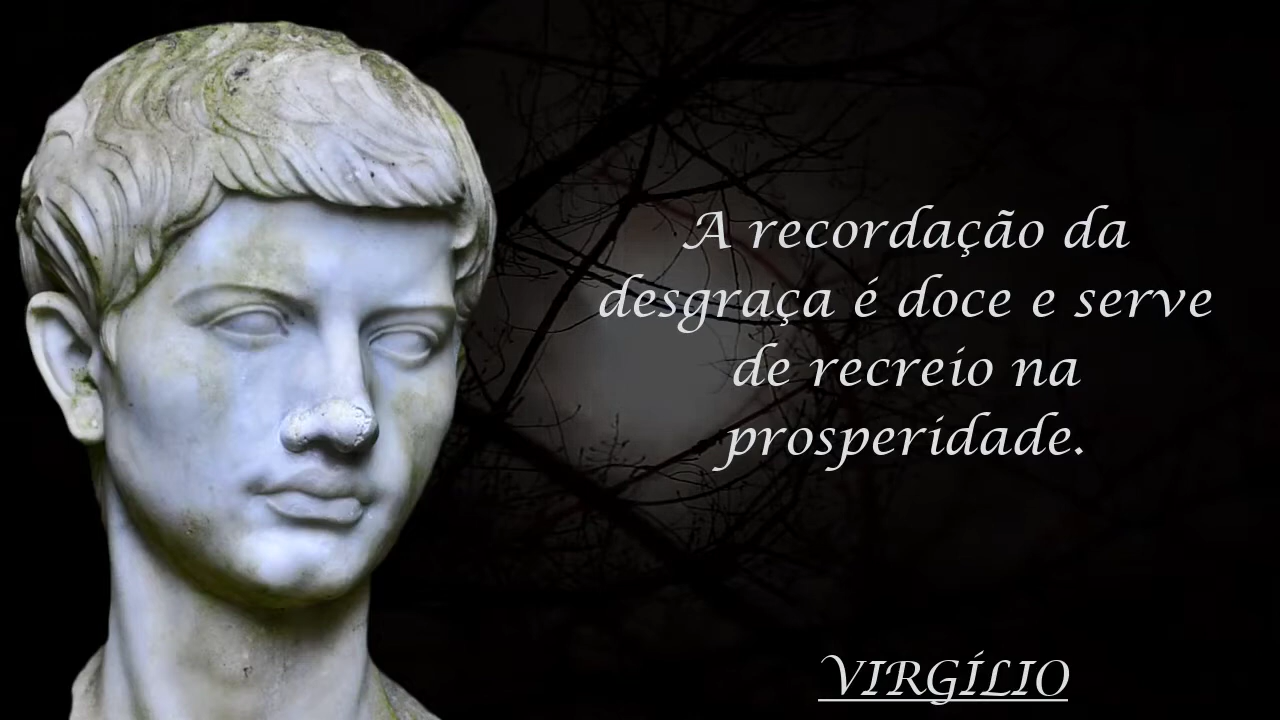 A recordação da
desgraça é doce e serve
de recreio na
prosperidade.
VIRGÍLIO